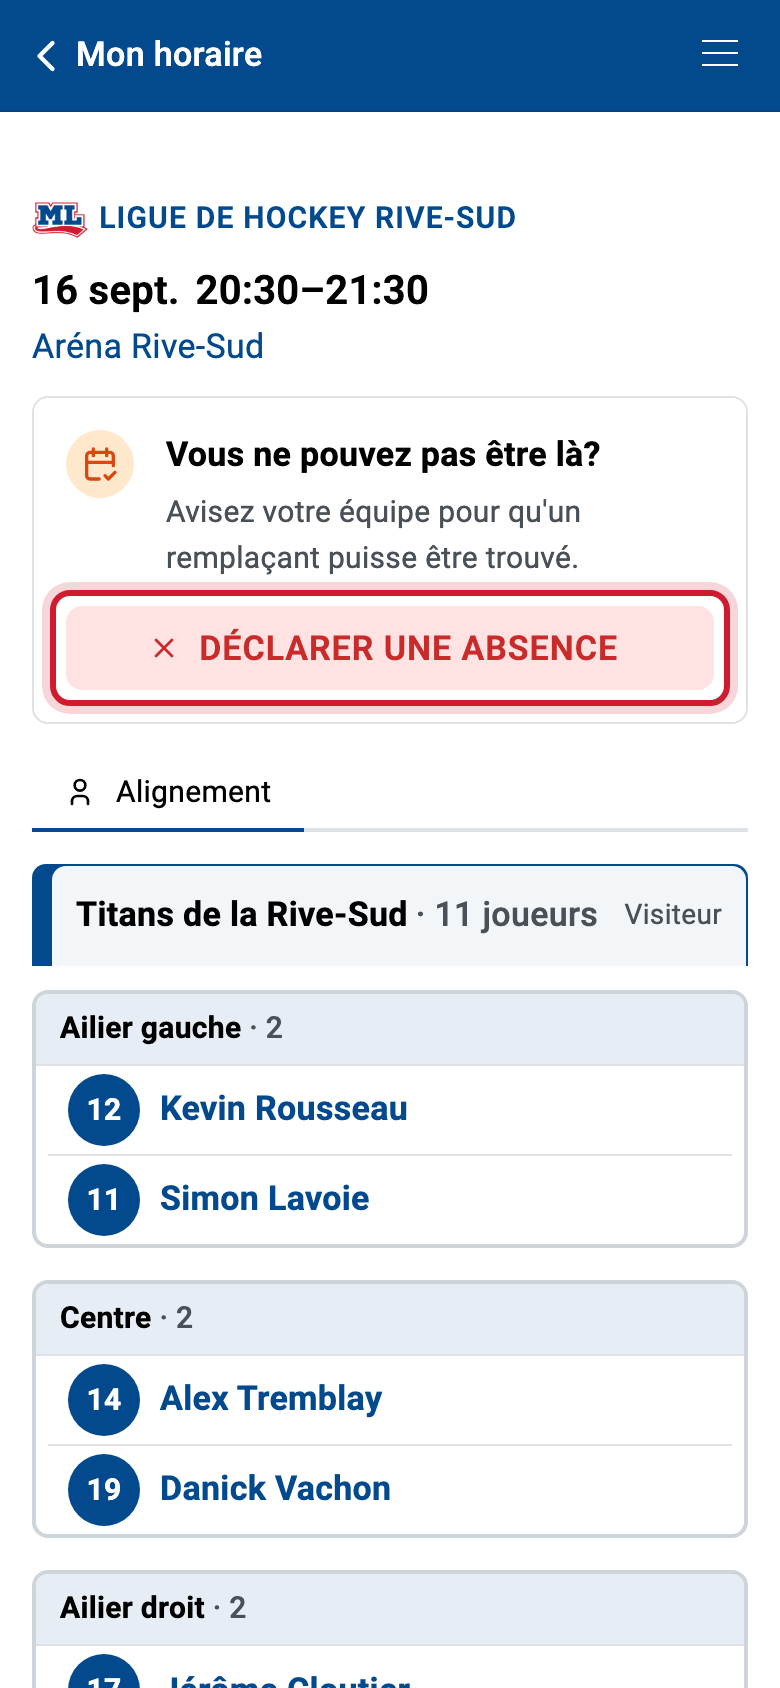 Mon horaire
ML LIGUE DE HOCKEY RIVE-SUD
16 sept. 20:30–21:30
Aréna Rive-Sud
Vous ne pouvez pas être là?
Avisez votre équipe pour qu'un
remplaçant puisse être trouvé.
DÉCLARER UNE ABSENCE
Alignement
Titans de la Rive-Sud · 11 joueurs Visiteur
Ailier gauche · 2
12 Kevin Rousseau
11 Simon Lavoie
Centre · 2
14 Alex Tremblay
19 Danick Vachon
Ailier droit · 2
17 Jérôme Cloutier